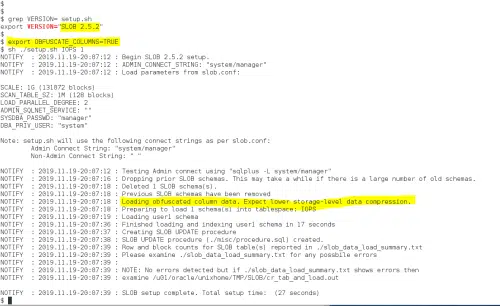 $
$
$ grep VERSION= setup.sh
export VERSION="SLOB 2.5.2"
$
$ export OBFUSCATE_COLUMNS=TRUE
$ sh ./setup.sh IOPS 1
NOTIFY : 2019.11.19-20:07:12 : Begin SLOB 2.5.2 setup.
NOTIFY : 2019.11.19-20:07:12 : ADMIN_CONNECT_STRING: "system/manager"
NOTIFY : 2019.11.19-20:07:12 : Load parameters from slob.conf:
SCALE: 1G (131072 blocks)
SCAN_TABLE_SZ: 1M (128 blocks)
LOAD_PARALLEL_DEGREE: 2
ADMIN_SQLNET_SERVICE: ""
SYSDBA_PASSWD: "manager"
DBA_PRIV_USER: "system"
Note: setup.sh will use the following connect strings as per slob.conf:
Admin Connect String: "system/manager"
Non-Admin Connect String: " "
NOTIFY : 2019.11.19-20:07:12 : Testing Admin connect using "sqlplus -L system/manager"
NOTIFY : 2019.11.19-20:07:16 : Dropping prior SLOB schemas. This may take a while if there is a large number of old schemas.
NOTIFY : 2019.11.19-20:07:18 : Deleted 1 SLOB schema(s).
NOTIFY : 2019.11.19-20:07:18 : Previous SLOB schemas have been removed
NOTIFY : 2019.11.19-20:07:18 : Loading obfuscated column data. Expect lower storage-level data compression.
NOTIFY : 2019.11.19-20:07:18 : Preparing to load 1 schema(s) into tablespace: IOPS
NOTIFY : 2019.11.19-20:07:19 : Loading user1 schema
NOTIFY : 2019.11.19-20:07:36 : Finished loading and indexing user1 schema in 17 seconds
NOTIFY : 2019.11.19-20:07:37 : Creating SLOB UPDATE procedure
NOTIFY : 2019.11.19-20:07:38 : SLOB UPDATE procedure (./misc/procedure.sql) created.
NOTIFY : 2019.11.19-20:07:39 : Row and block counts for SLOB table(s) reported in ./slob_data_load_summary.txt
NOTIFY : 2019.11.19-20:07:39 : Please examine ./slob_data_load_summary.txt for any possbile errors
NOTIFY : 2019.11.19-20:07:39 :
NOTIFY : 2019.11.19-20:07:39 : NOTE: No errors detected but if ./slob_data_load_summary.txt shows errors then
NOTIFY : 2019.11.19-20:07:39 : examine /u01/oracle/unixhome/TMP/SLOB/cr_tab_and_load.out
NOTIFY : 2019.11.19-20:07:39 : SLOB setup complete. Total setup time: (27 seconds)
$